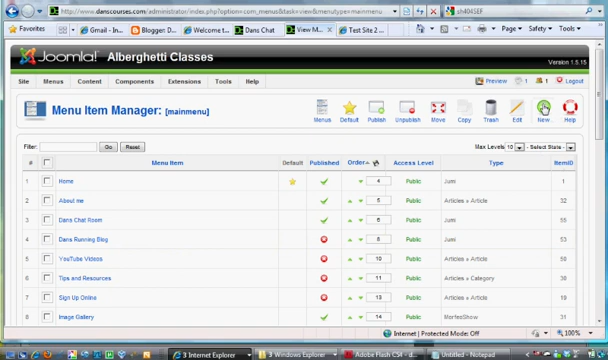 http://www.danscourses.com/administrator/index.php?option=com_menus&task=view&menutype=mainmenu
sh404SEF
Favorites
Gmail - In...
Blogger: D...
Welcome t...
Dans Chat
View M...
Test Site 2
Page
Safety
Tools
Joomla! Alberghetti Classes
Version 1.5.15
Site Menus Content Components Extensions Tools Help
Preview 1 1 Logout
Menu Item Manager: [mainmenu]
Menus Default Publish Unpublish Move Copy Trash Edit New Help
Filter: Go Reset
Max Levels 10 - Select State -
# Menu Item Default Published Order Access Level Type ItemID
1 Home 4 Public Jumi 1
2 About me 5 Public Articles » Article 32
3 Dans Chat Room 6 Public Jumi 55
4 Dans Running Blog 8 Public Jumi 53
5 YouTube Videos 10 Public Articles » Article 50
6 Tips and Resources 11 Public Articles » Category 30
7 Sign Up Online 13 Public Articles » Article 19
8 Image Gallery 14 Public MorfeoShow 31
Internet | Protected Mode: Off
100%
3 Internet Explorer
3 Windows Explorer
Adobe Flash CS4 - ...
Untitled - Notepad